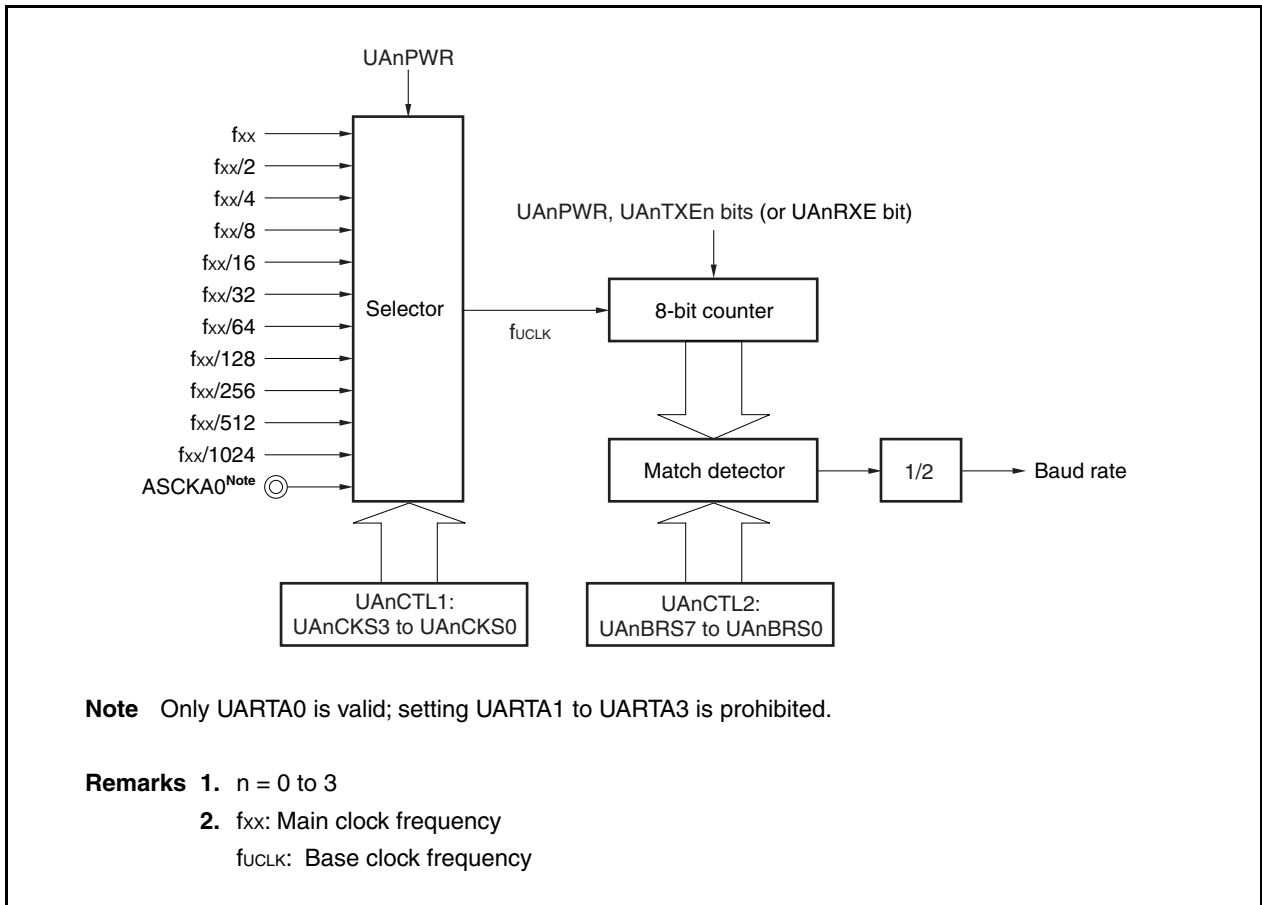 UAnPWR
fxx
fxx/2
fxx/4
fxx/8
fxx/16
fxx/32
fxx/64
fxx/128
fxx/256
fxx/512
fxx/1024
ASCKA0Note
Selector
fUCLK
UAnPWR, UAnTXEn bits (or UAnRXE bit)
8-bit counter
Match detector
1/2
Baud rate
UAnCTL1:
UAnCKS3 to UAnCKS0
UAnCTL2:
UAnBRS7 to UAnBRS0
Note Only UARTA0 is valid; setting UARTA1 to UARTA3 is prohibited.
Remarks 1. n = 0 to 3
2. fxx: Main clock frequency
fUCLK: Base clock frequency